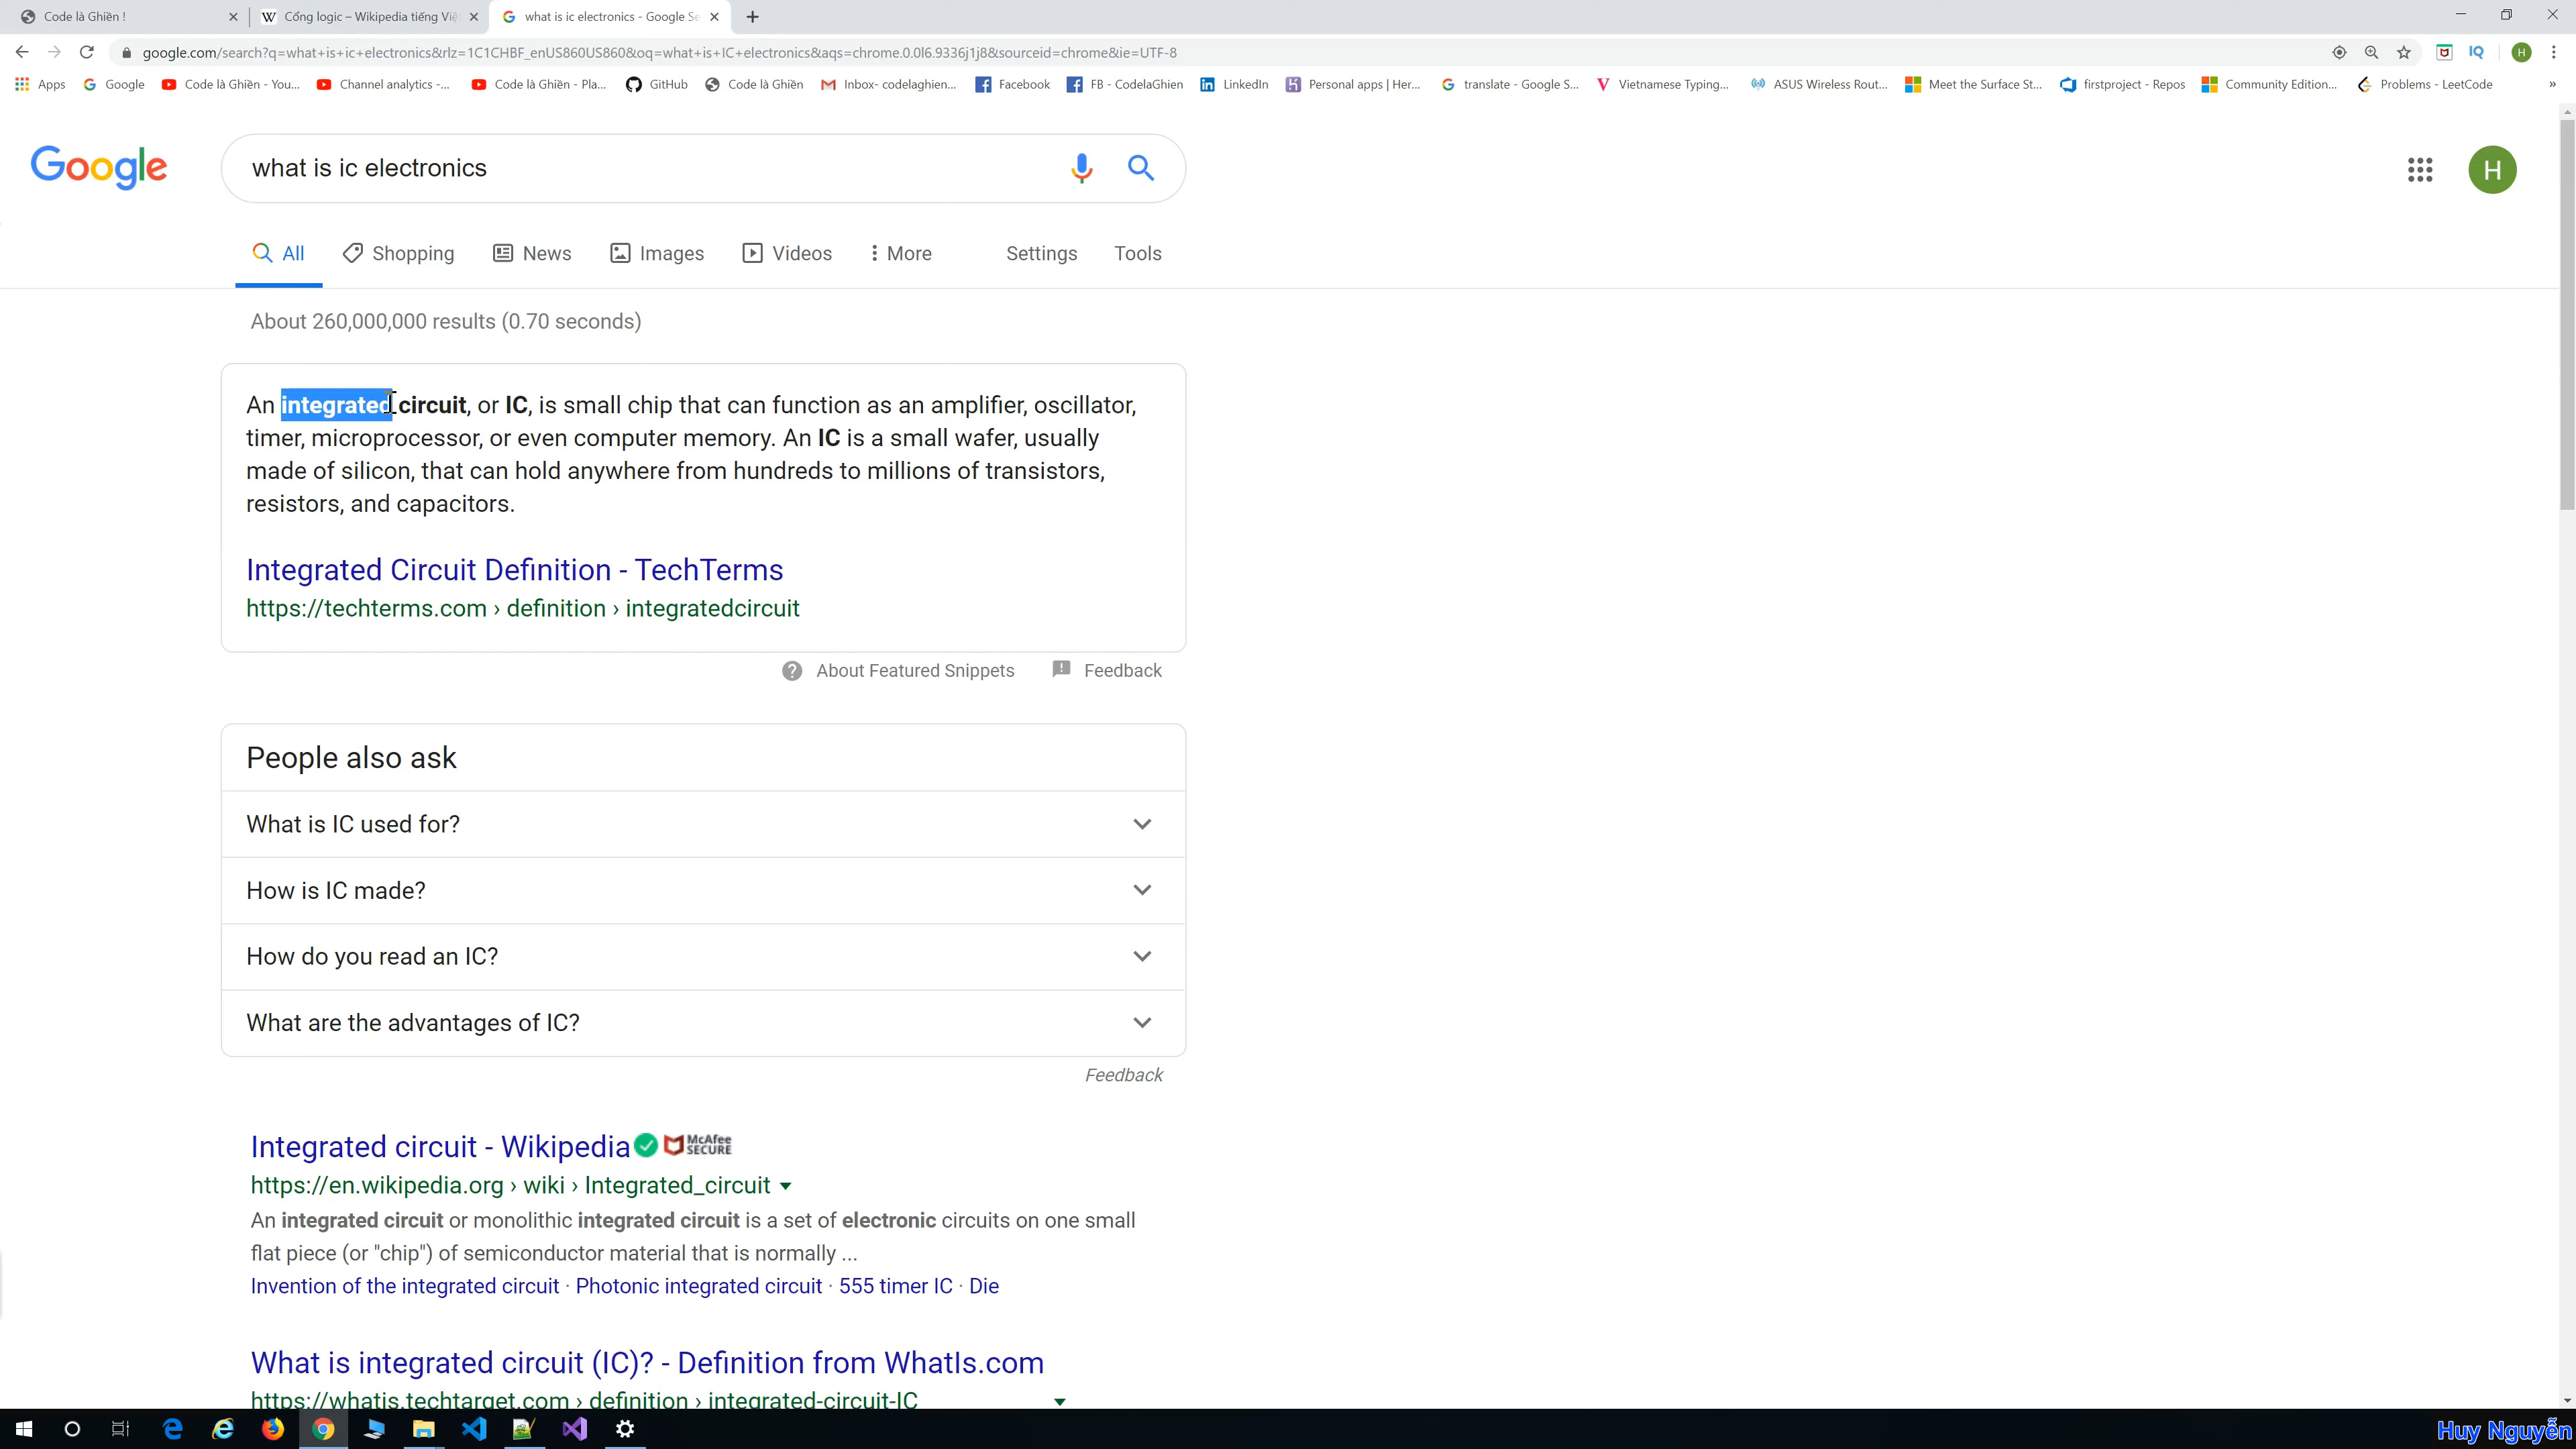 Code là Ghiền !
Cổng logic – Wikipedia tiếng Việ
what is ic electronics - Google Se
google.com/search?q=what+is+ic+electronics&rlz=1C1CHBF_enUS860US860&oq=what+is+IC+electronics&aqs=chrome.0.0l6.9336j1j8&sourceid=chrome&ie=UTF-8
IQ
H
Apps
Google
Code là Ghiền - You...
Channel analytics -...
Code là Ghiền - Pla...
GitHub
Code là Ghiền
Inbox- codelaghien...
Facebook
FB - CodelaGhien
LinkedIn
Personal apps | Her...
translate - Google S...
Vietnamese Typing...
ASUS Wireless Rout...
Meet the Surface St...
firstproject - Repos
Community Edition...
Problems - LeetCode
»
Google
what is ic electronics
H
All
Shopping
News
Images
Videos
More
Settings
Tools
About 260,000,000 results (0.70 seconds)
An integrated circuit, or IC, is small chip that can function as an amplifier, oscillator,
timer, microprocessor, or even computer memory. An IC is a small wafer, usually
made of silicon, that can hold anywhere from hundreds to millions of transistors,
resistors, and capacitors.
Integrated Circuit Definition - TechTerms
https://techterms.com › definition › integratedcircuit
About Featured Snippets
Feedback
People also ask
What is IC used for?
How is IC made?
How do you read an IC?
What are the advantages of IC?
Feedback
Integrated circuit - Wikipedia
McAfee
SECURE
https://en.wikipedia.org › wiki › Integrated_circuit
An integrated circuit or monolithic integrated circuit is a set of electronic circuits on one small
flat piece (or "chip") of semiconductor material that is normally ...
Invention of the integrated circuit · Photonic integrated circuit · 555 timer IC · Die
What is integrated circuit (IC)? - Definition from WhatIs.com
https://whatis.techtarget.com › definition › integrated-circuit-IC
Huy Nguyễn